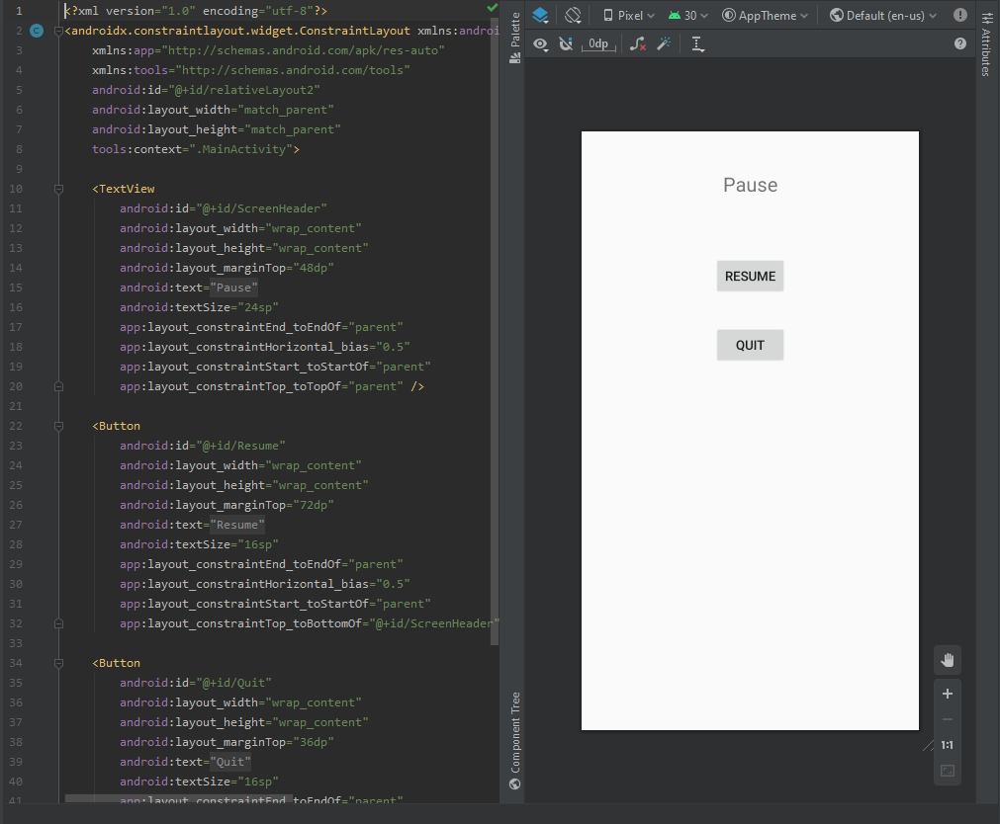 1 <?xml version="1.0" encoding="utf-8"?>
2 <androidx.constraintlayout.widget.ConstraintLayout xmlns:androi
3 xmlns:app="http://schemas.android.com/apk/res-auto"
4 xmlns:tools="http://schemas.android.com/tools"
5 android:id="@+id/relativeLayout2"
6 android:layout_width="match_parent"
7 android:layout_height="match_parent"
8 tools:context=".MainActivity">
9
10 <TextView
11 android:id="@+id/ScreenHeader"
12 android:layout_width="wrap_content"
13 android:layout_height="wrap_content"
14 android:layout_marginTop="48dp"
15 android:text="Pause"
16 android:textSize="24sp"
17 app:layout_constraintEnd_toEndOf="parent"
18 app:layout_constraintHorizontal_bias="0.5"
19 app:layout_constraintStart_toStartOf="parent"
20 app:layout_constraintTop_toTopOf="parent" />
21
22 <Button
23 android:id="@+id/Resume"
24 android:layout_width="wrap_content"
25 android:layout_height="wrap_content"
26 android:layout_marginTop="72dp"
27 android:text="Resume"
28 android:textSize="16sp"
29 app:layout_constraintEnd_toEndOf="parent"
30 app:layout_constraintHorizontal_bias="0.5"
31 app:layout_constraintStart_toStartOf="parent"
32 app:layout_constraintTop_toBottomOf="@+id/ScreenHeader"
33
34 <Button
35 android:id="@+id/Quit"
36 android:layout_width="wrap_content"
37 android:layout_height="wrap_content"
38 android:layout_marginTop="36dp"
39 android:text="Quit"
40 android:textSize="16sp"
41 app:layout_constraintEnd_toEndOf="parent"
C
Palette
Component Tree
Pixel 30 AppTheme Default (en-us)
0dp
Attributes
Pause
RESUME
QUIT
1:1